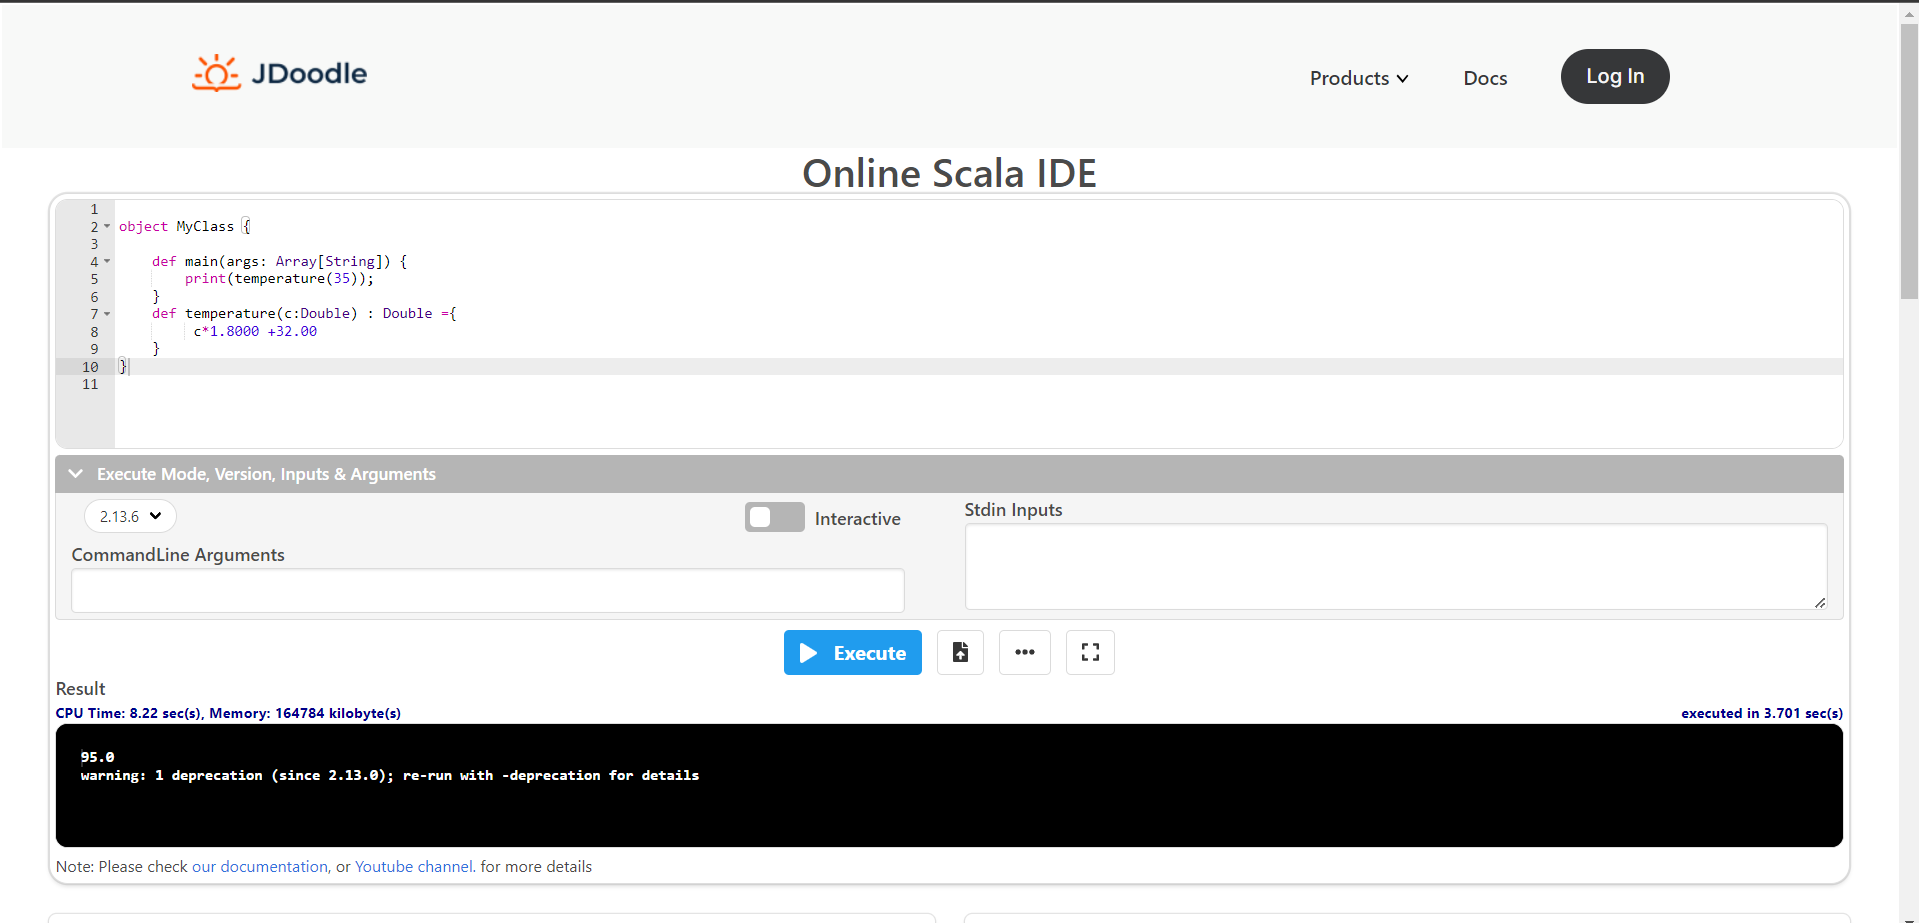 JDoodle
Products
Docs
Log In
Online Scala IDE
1
2 object MyClass {
3
4 def main(args: Array[String]) {
5 print(temperature(35));
6 }
7 def temperature(c:Double) : Double ={
8 c*1.8000 +32.00
9 }
10 }
11
Execute Mode, Version, Inputs & Arguments
2.13.6
Interactive
Stdin Inputs
CommandLine Arguments
Execute
Result
CPU Time: 8.22 sec(s), Memory: 164784 kilobyte(s)
executed in 3.701 sec(s)
95.0
warning: 1 deprecation (since 2.13.0); re-run with -deprecation for details
Note: Please check our documentation, or Youtube channel. for more details